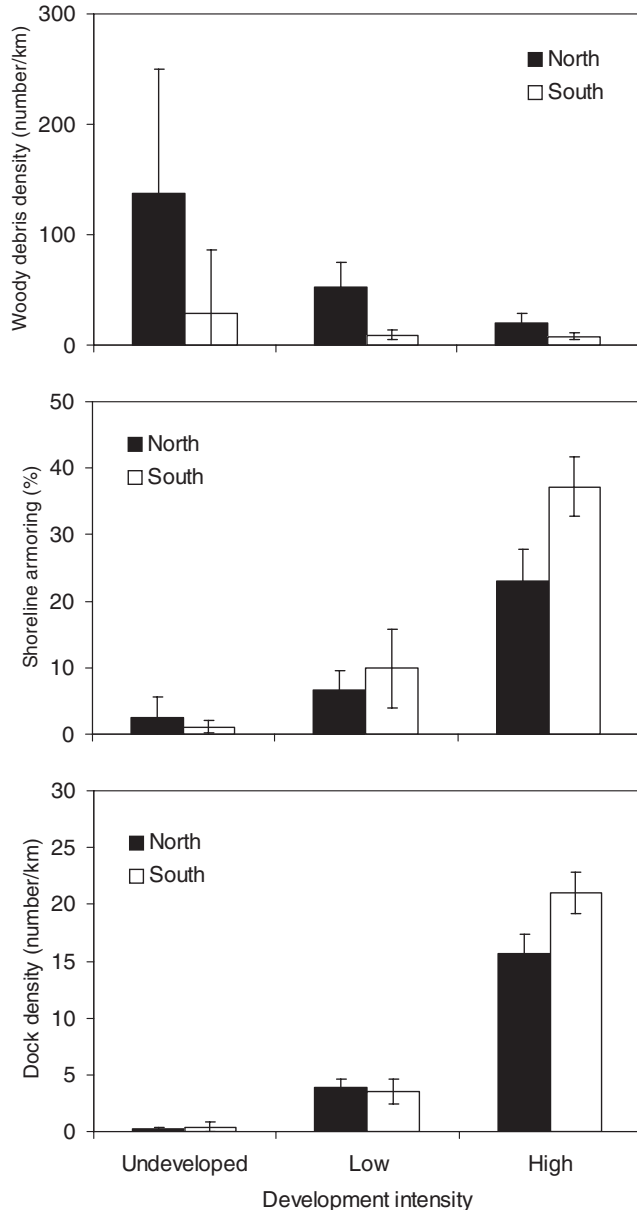 Woody debris density (number/km)
300
200
100
0
North
South
Shoreline armoring (%)
50
40
30
20
10
0
North
South
Dock density (number/km)
30
25
20
15
10
5
0
North
South
Undeveloped Low High
Development intensity